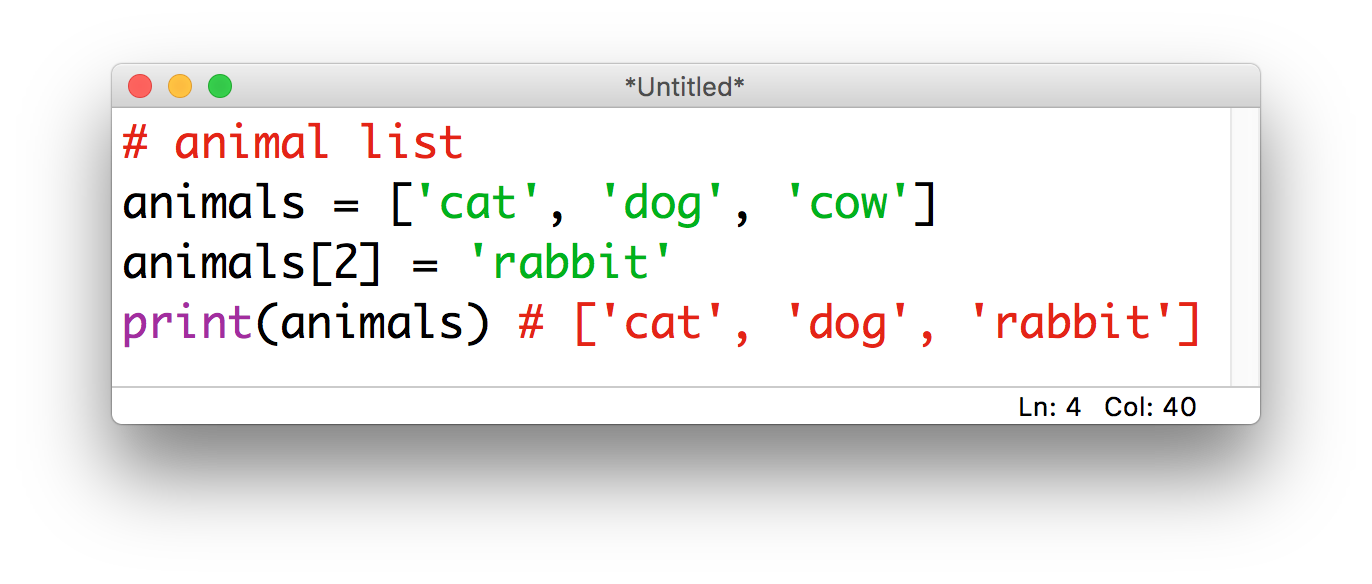 *Untitled*
# animal list
animals = ['cat', 'dog', 'cow']
animals[2] = 'rabbit'
print(animals) # ['cat', 'dog', 'rabbit']
Ln: 4 Col: 40